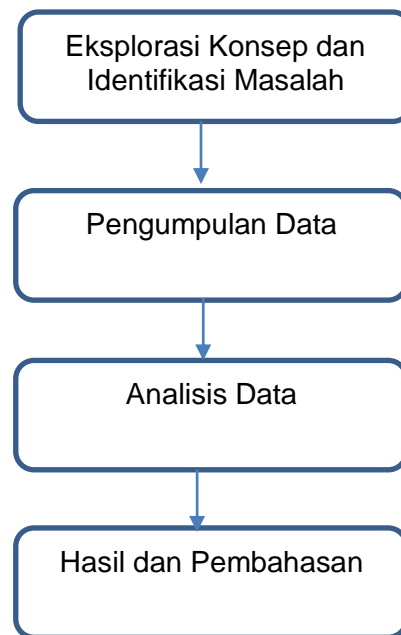 Eksplorasi Konsep dan
Identifikasi Masalah
Pengumpulan Data
Analisis Data
Hasil dan Pembahasan